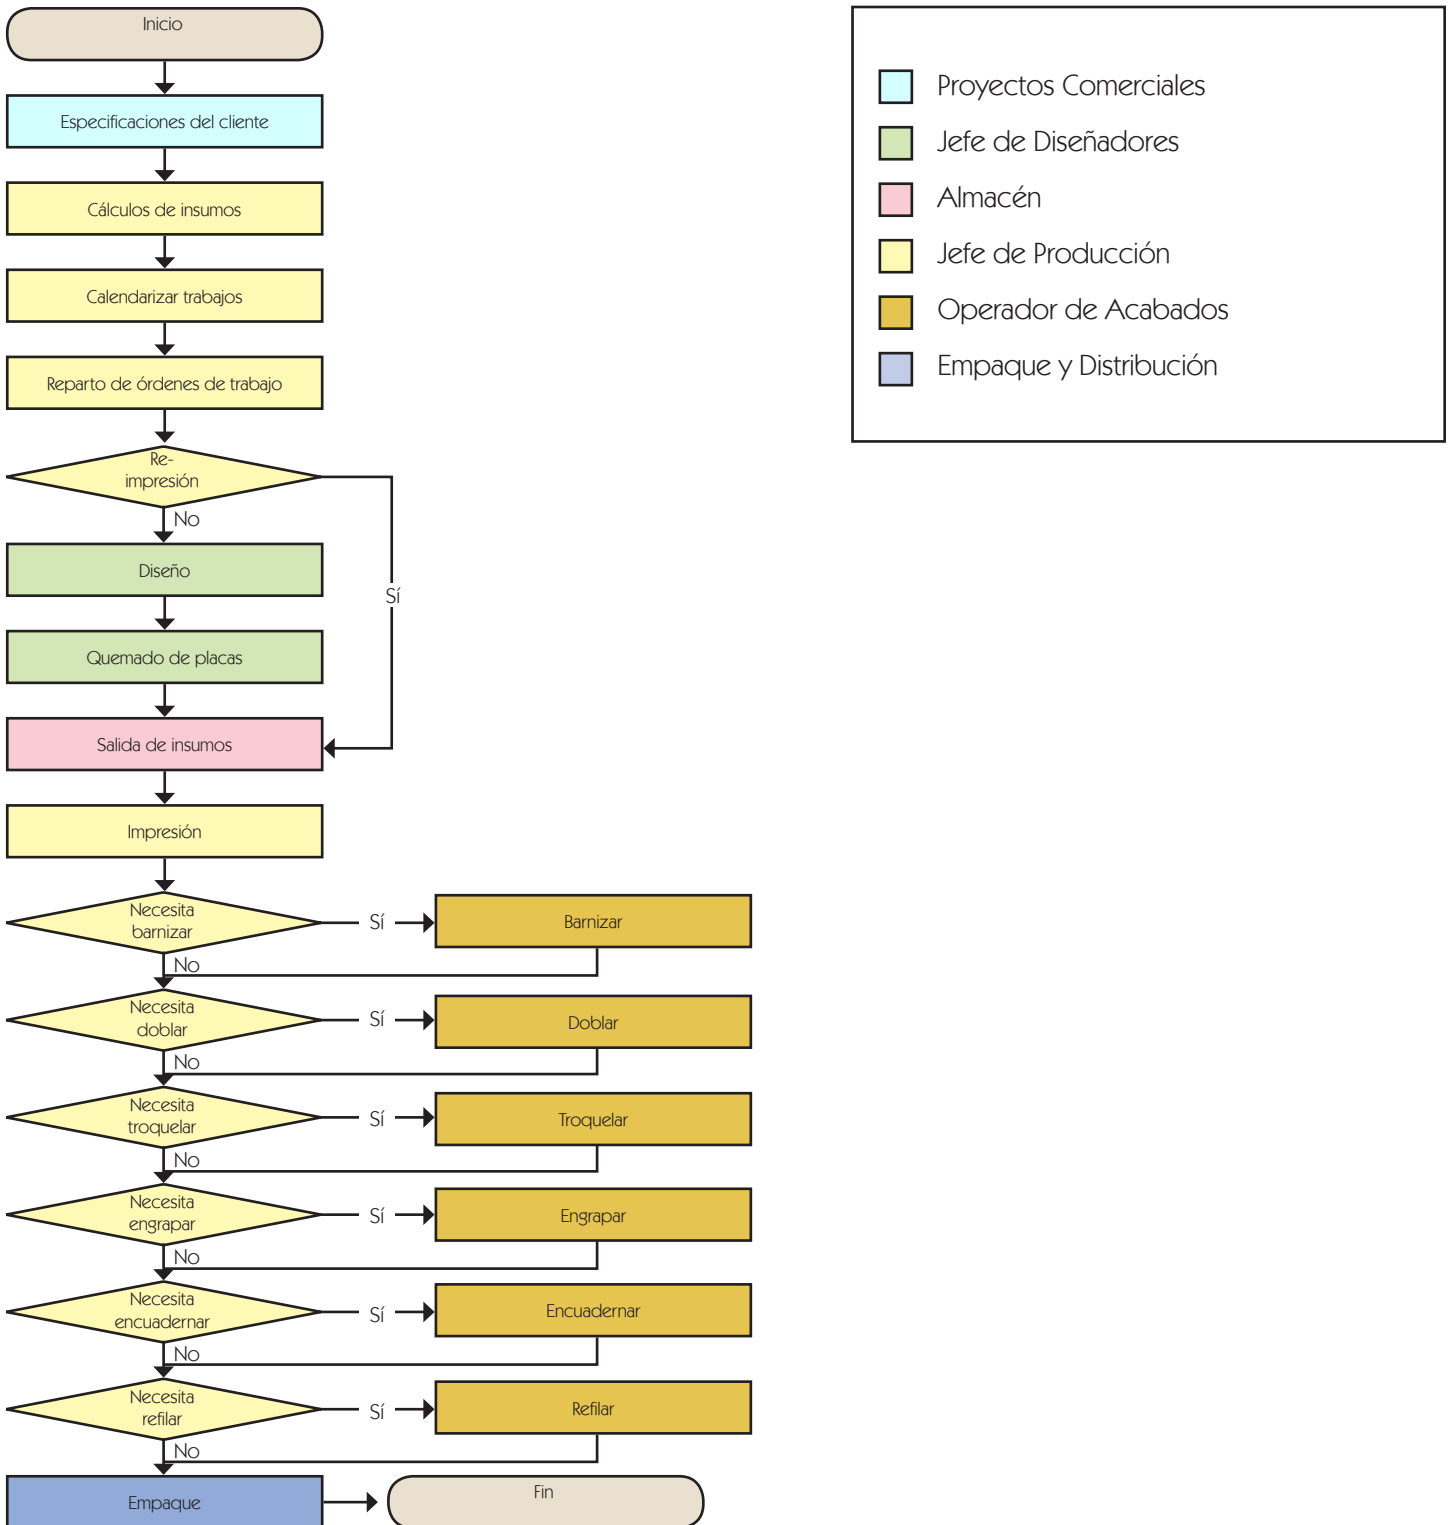 Inicio
Especificaciones del cliente
Cálculos de insumos
Calendarizar trabajos
Reparto de órdenes de trabajo
Re-
impresión
No
Sí
Diseño
Quemado de placas
Salida de insumos
Impresión
Necesita
barnizar
Sí
Barnizar
No
Necesita
doblar
Sí
Doblar
No
Necesita
troquelar
Sí
Troquelar
No
Necesita
engrapar
Sí
Engrapar
No
Necesita
encuadernar
Sí
Encuadernar
No
Necesita
refilar
Sí
Refilar
No
Empaque
Fin
Proyectos Comerciales
Jefe de Diseñadores
Almacén
Jefe de Producción
Operador de Acabados
Empaque y Distribución